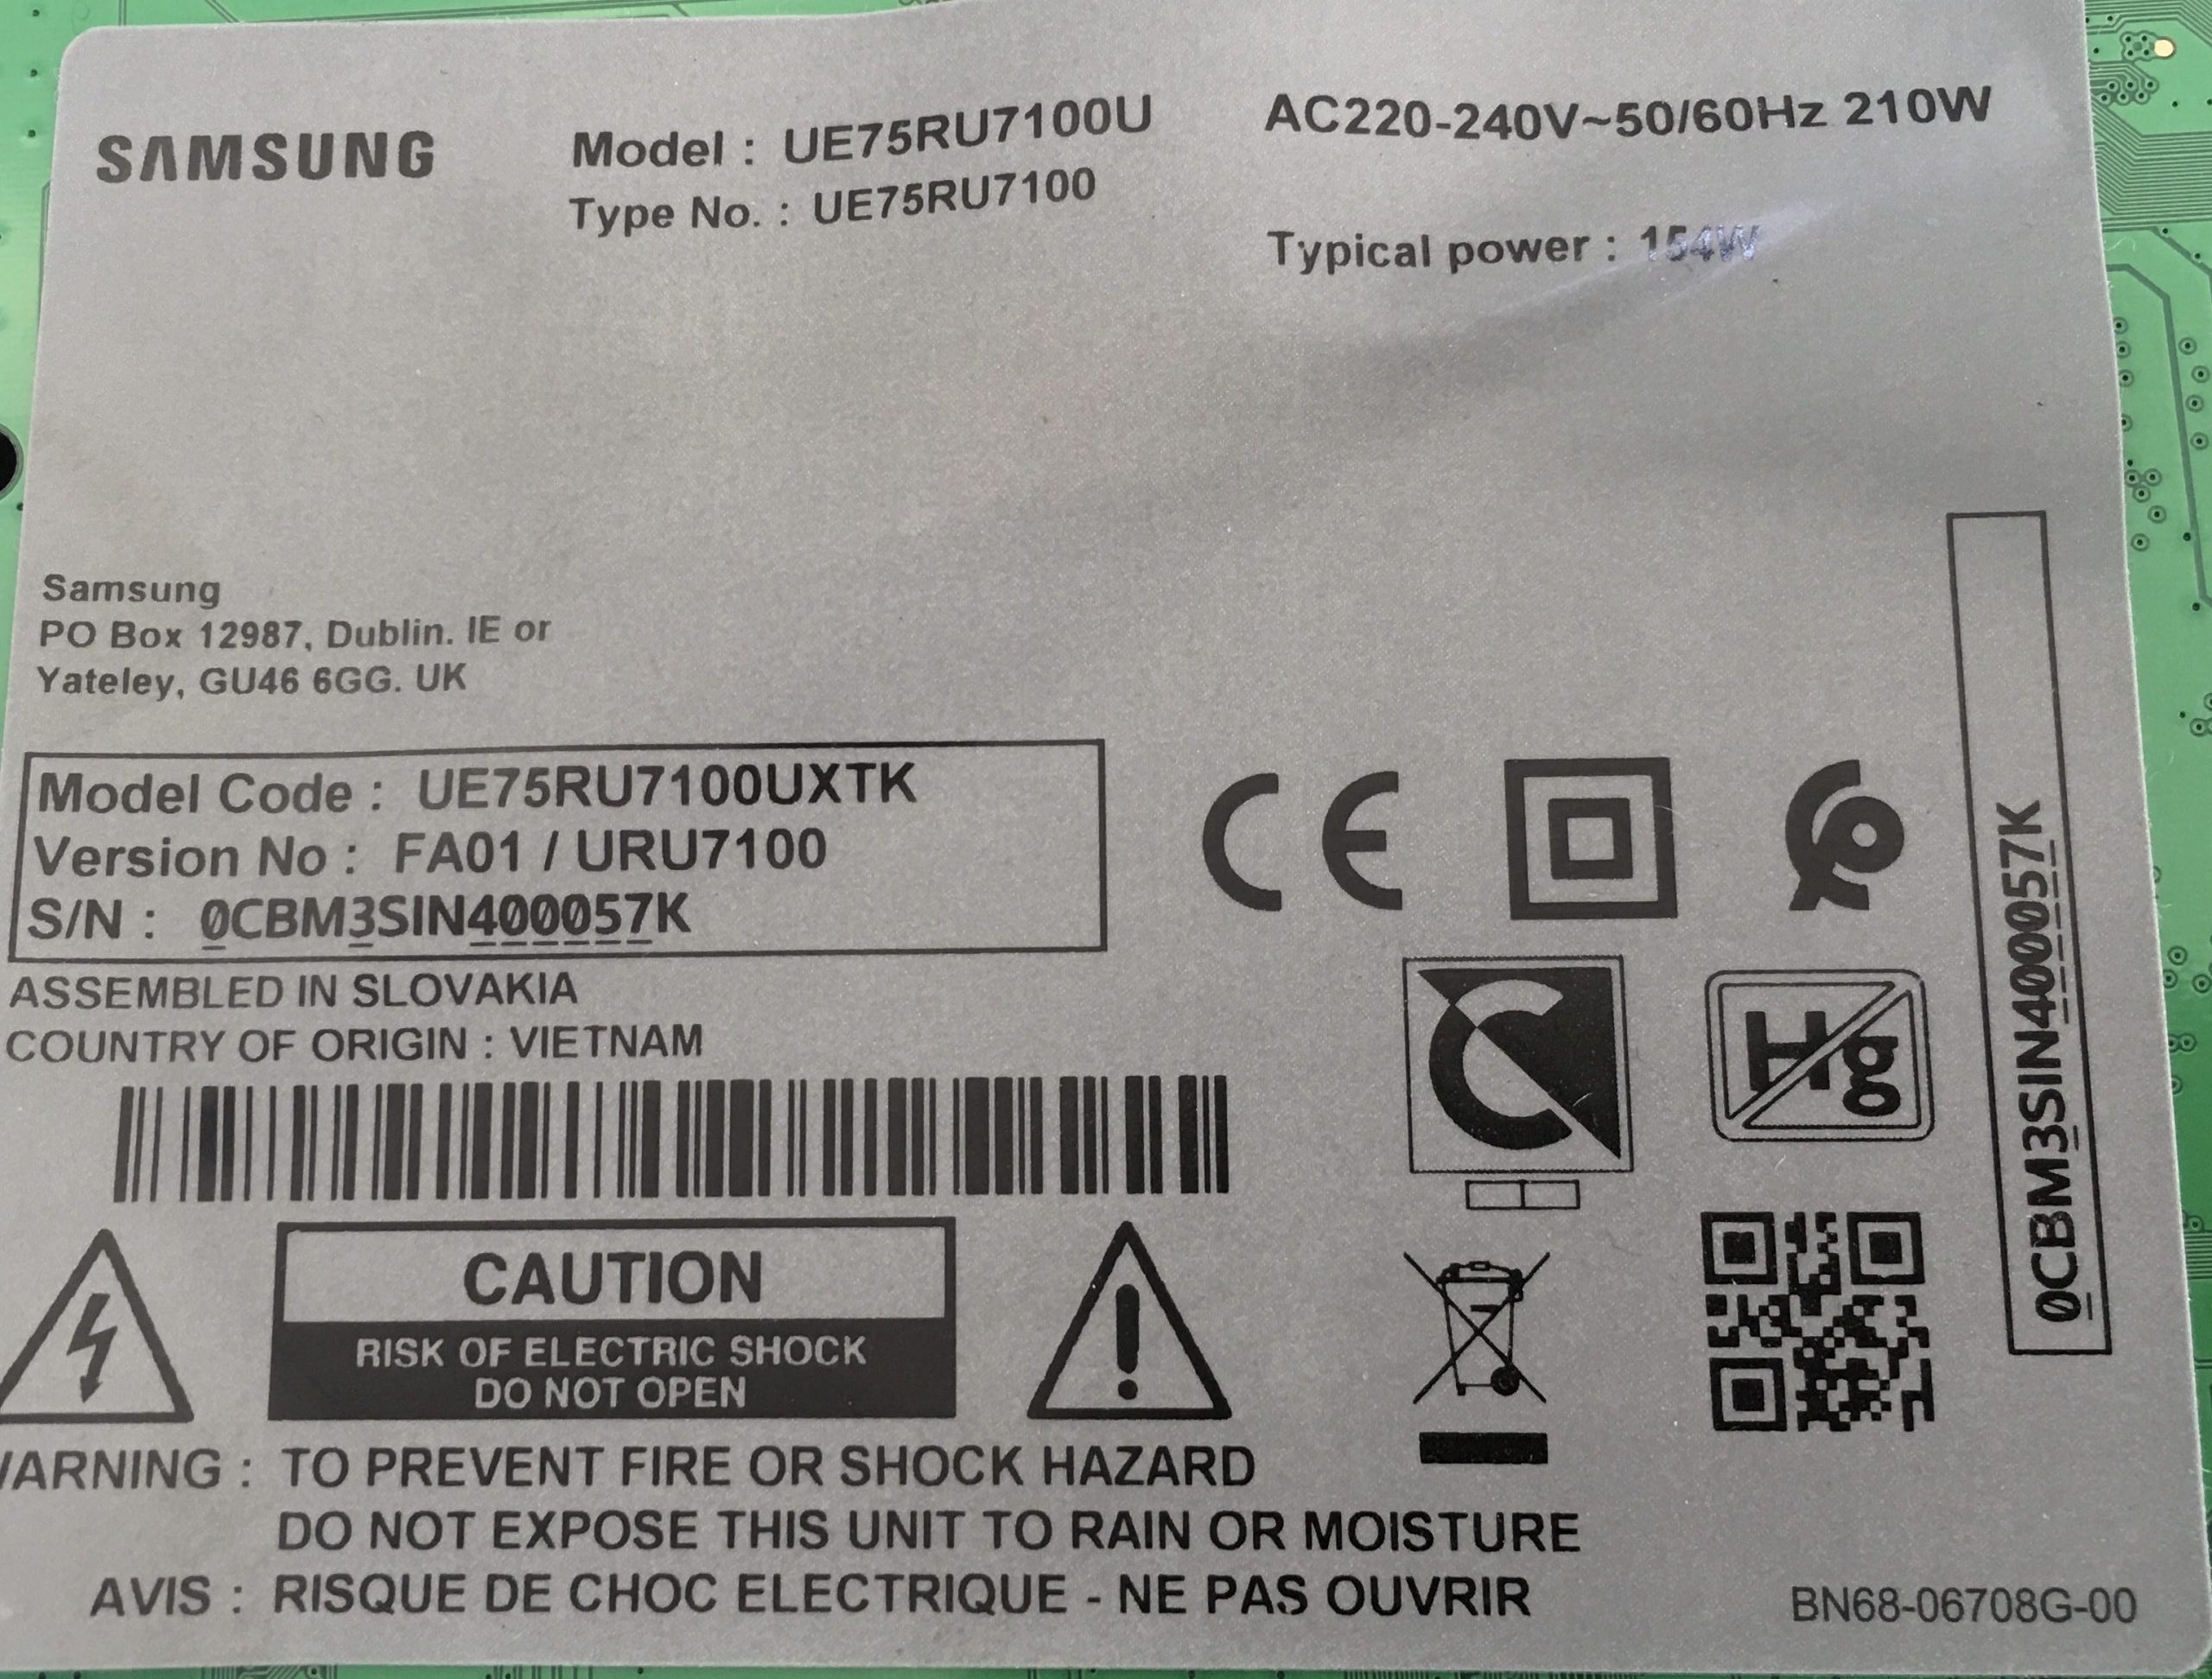 SAMSUNG
Model : UE75RU7100U
Type No. : UE75RU7100
AC220-240V~50/60Hz 210W
Typical power : 154W
Samsung
PO Box 12987, Dublin. IE or
Yateley, GU46 6GG. UK
Model Code : UE75RU7100UXTK
Version No : FA01 / URU7100
S/N : 0CBM3SIN400057K
ASSEMBLED IN SLOVAKIA
COUNTRY OF ORIGIN : VIETNAM
CE
Hg
0CBM3SIN400057K
CAUTION
RISK OF ELECTRIC SHOCK
DO NOT OPEN
WARNING : TO PREVENT FIRE OR SHOCK HAZARD
DO NOT EXPOSE THIS UNIT TO RAIN OR MOISTURE
AVIS : RISQUE DE CHOC ELECTRIQUE - NE PAS OUVRIR
BN68-06708G-00